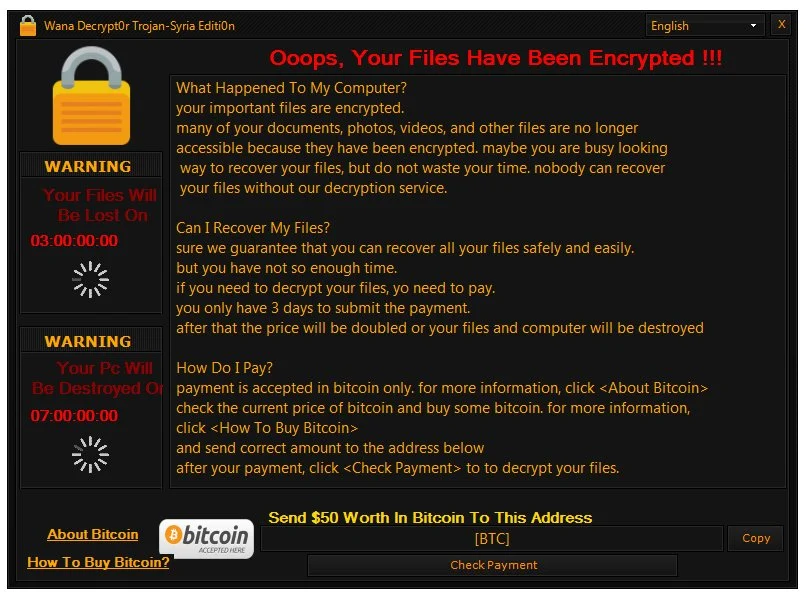 Wana Decrypt0r Trojan-Syria Editi0n
English
X
Ooops, Your Files Have Been Encrypted !!!
What Happened To My Computer?
your important files are encrypted.
many of your documents, photos, videos, and other files are no longer
accessible because they have been encrypted. maybe you are busy looking
way to recover your files, but do not waste your time. nobody can recover
your files without our decryption service.
Can I Recover My Files?
sure we guarantee that you can recover all your files safely and easily.
but you have not so enough time.
if you need to decrypt your files, yo need to pay.
you only have 3 days to submit the payment.
after that the price will be doubled or your files and computer will be destroyed
How Do I Pay?
payment is accepted in bitcoin only. for more information, click <About Bitcoin>
check the current price of bitcoin and buy some bitcoin. for more information,
click <How To Buy Bitcoin>
and send correct amount to the address below
after your payment, click <Check Payment> to to decrypt your files.
WARNING
Your Files Will
Be Lost On
03:00:00:00
WARNING
Your Pc Will
Be Destroyed On
07:00:00:00
About Bitcoin
How To Buy Bitcoin?
bitcoin
ACCEPTED HERE
Send $50 Worth In Bitcoin To This Address
[BTC]
Copy
Check Payment